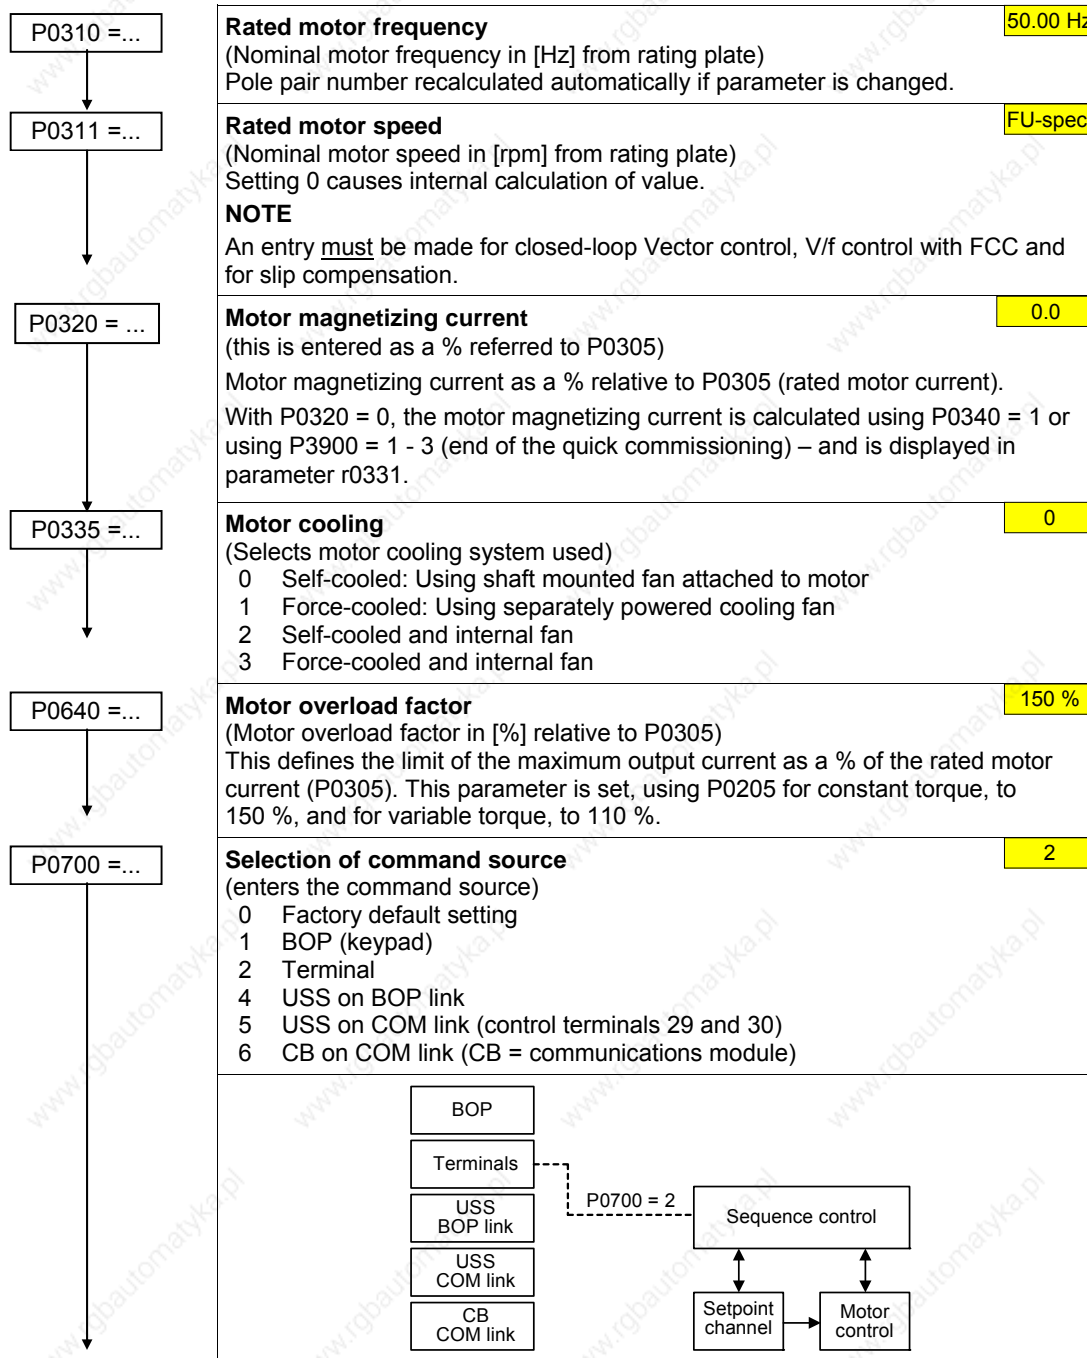 P0310 =...
Rated motor frequency
50.00 Hz
(Nominal motor frequency in [Hz] from rating plate)
Pole pair number recalculated automatically if parameter is changed.
P0311 =...
Rated motor speed
FU-spec
(Nominal motor speed in [rpm] from rating plate)
Setting 0 causes internal calculation of value.
NOTE
An entry must be made for closed-loop Vector control, V/f control with FCC and
for slip compensation.
P0320 = ...
Motor magnetizing current
0.0
(this is entered as a % referred to P0305)
Motor magnetizing current as a % relative to P0305 (rated motor current).
With P0320 = 0, the motor magnetizing current is calculated using P0340 = 1 or
using P3900 = 1 - 3 (end of the quick commissioning) – and is displayed in
parameter r0331.
P0335 =...
Motor cooling
0
(Selects motor cooling system used)
0 Self-cooled: Using shaft mounted fan attached to motor
1 Force-cooled: Using separately powered cooling fan
2 Self-cooled and internal fan
3 Force-cooled and internal fan
P0640 =...
Motor overload factor
150 %
(Motor overload factor in [%] relative to P0305)
This defines the limit of the maximum output current as a % of the rated motor
current (P0305). This parameter is set, using P0205 for constant torque, to
150 %, and for variable torque, to 110 %.
P0700 =...
Selection of command source
2
(enters the command source)
0 Factory default setting
1 BOP (keypad)
2 Terminal
4 USS on BOP link
5 USS on COM link (control terminals 29 and 30)
6 CB on COM link (CB = communications module)
BOP
Terminals
USS
BOP link
USS
COM link
CB
COM link
P0700 = 2
Sequence control
Setpoint
channel
Motor
control
www.rgbautomatyka.pl